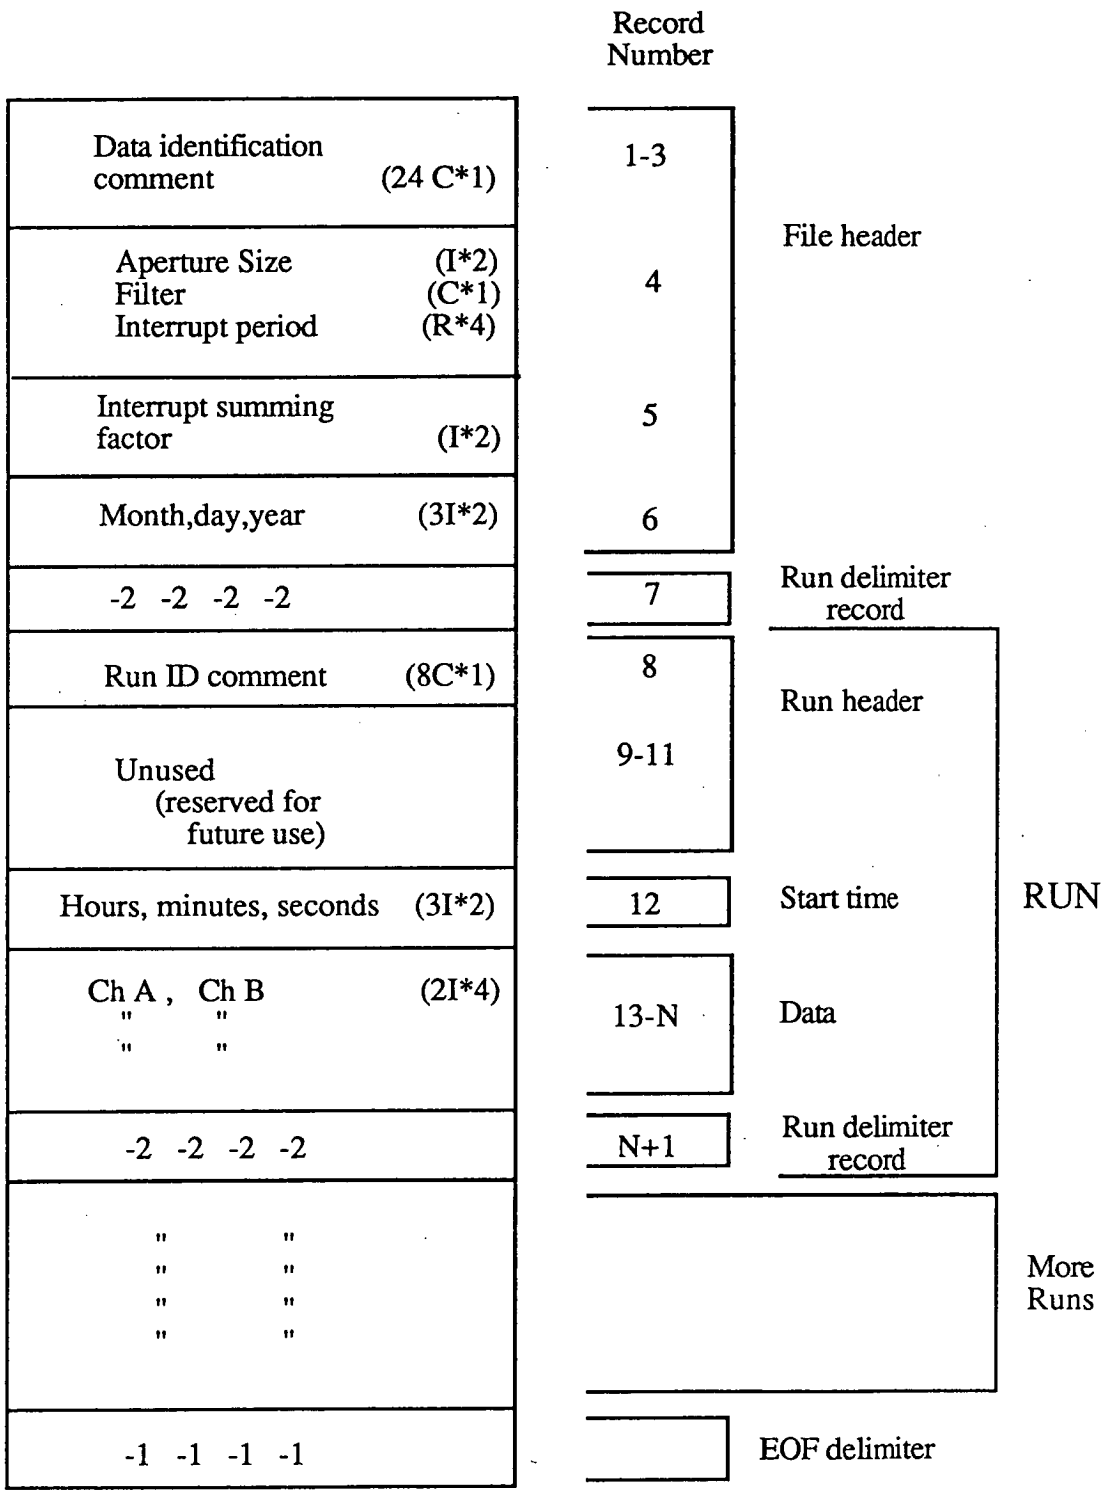 Record
Number
Data identification
comment (24 C*1)
1-3
File header
Aperture Size (I*2)
Filter (C*1)
Interrupt period (R*4)
4
Interrupt summing
factor (I*2)
5
Month,day,year (3I*2)
6
-2 -2 -2 -2
7
Run delimiter
record
Run ID comment (8C*1)
8
Run header
Unused
(reserved for
future use)
9-11
Hours, minutes, seconds (3I*2)
12
Start time
RUN
Ch A , Ch B (2I*4)
" "
" "
13-N
Data
-2 -2 -2 -2
N+1
Run delimiter
record
" "
" "
" "
" "
More
Runs
-1 -1 -1 -1
EOF delimiter